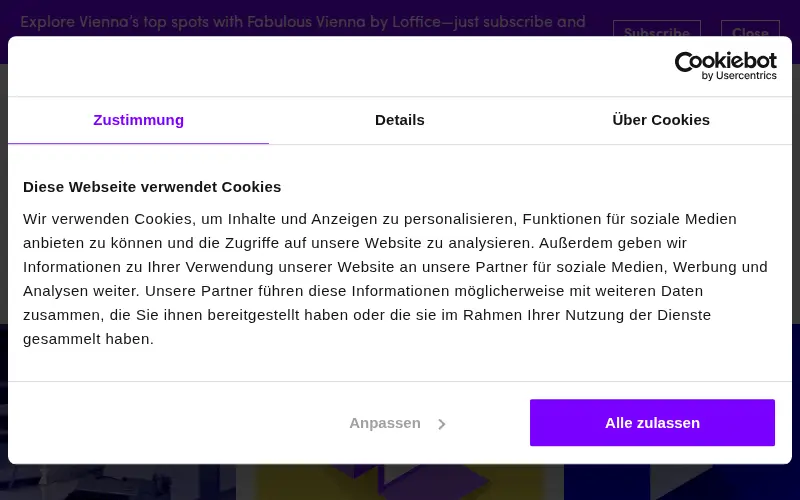 Explore Vienna's top spots with Fabulous Vienna by Loffice—just subscribe and
Subscribe
Close
Cookiebot
by Usercentrics
Zustimmung
Details
Über Cookies
Diese Webseite verwendet Cookies
Wir verwenden Cookies, um Inhalte und Anzeigen zu personalisieren, Funktionen für soziale Medien
anbieten zu können und die Zugriffe auf unsere Website zu analysieren. Außerdem geben wir
Informationen zu Ihrer Verwendung unserer Website an unsere Partner für soziale Medien, Werbung und
Analysen weiter. Unsere Partner führen diese Informationen möglicherweise mit weiteren Daten
zusammen, die Sie ihnen bereitgestellt haben oder die sie im Rahmen Ihrer Nutzung der Dienste
gesammelt haben.
Anpassen
Alle zulassen